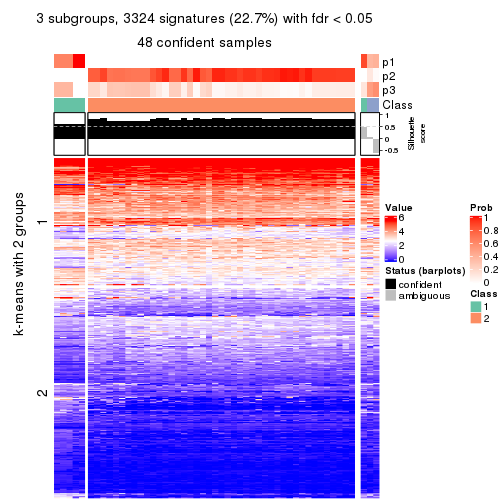 3 subgroups, 3324 signatures (22.7%) with fdr < 0.05
48 confident samples
p1
p2
p3
Class
1
0.5
0
-0.5
Silhouette
score
k-means with 2 groups
1
2
Value
6
4
2
0
Status (barplots)
confident
ambiguous
Prob
1
0.8
0.6
0.4
0.2
0
Class
1
2